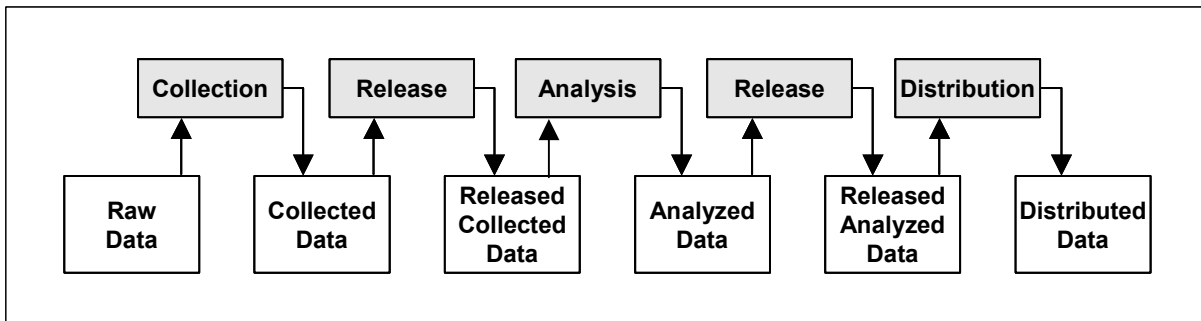 Collection
Release
Analysis
Release
Distribution
Raw
Data
Collected
Data
Released
Collected
Data
Analyzed
Data
Released
Analyzed
Data
Distributed
Data